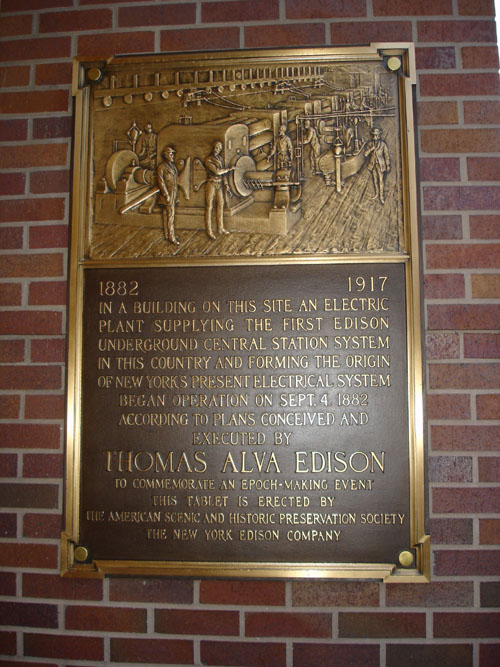 1882 1917
IN A BUILDING ON THIS SITE AN ELECTRIC
PLANT SUPPLYING THE FIRST EDISON
UNDERGROUND CENTRAL STATION SYSTEM
IN THIS COUNTRY AND FORMING THE ORIGIN
OF NEW YORK'S PRESENT ELECTRICAL SYSTEM
BEGAN OPERATION ON SEPT. 4 1882
ACCORDING TO PLANS CONCEIVED AND
EXECUTED BY
THOMAS ALVA EDISON
TO COMMEMORATE AN EPOCH-MAKING EVENT
THIS TABLET IS ERECTED BY
THE AMERICAN SCENIC AND HISTORIC PRESERVATION SOCIETY
THE NEW YORK EDISON COMPANY